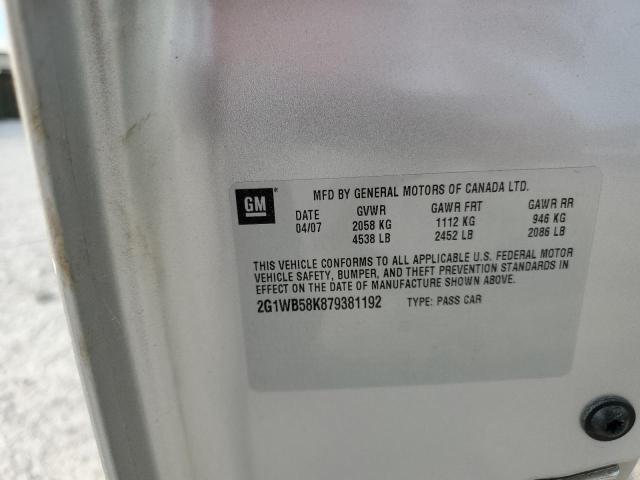 GM
MFD BY GENERAL MOTORS OF CANADA LTD.
DATE GVWR GAWR FRT GAWR RR
04/07 2058 KG 1112 KG 946 KG
4538 LB 2452 LB 2086 LB
THIS VEHICLE CONFORMS TO ALL APPLICABLE U.S. FEDERAL MOTOR
VEHICLE SAFETY, BUMPER, AND THEFT PREVENTION STANDARDS IN
EFFECT ON THE DATE OF MANUFACTURE SHOWN ABOVE.
2G1WB58K879381192 TYPE: PASS CAR